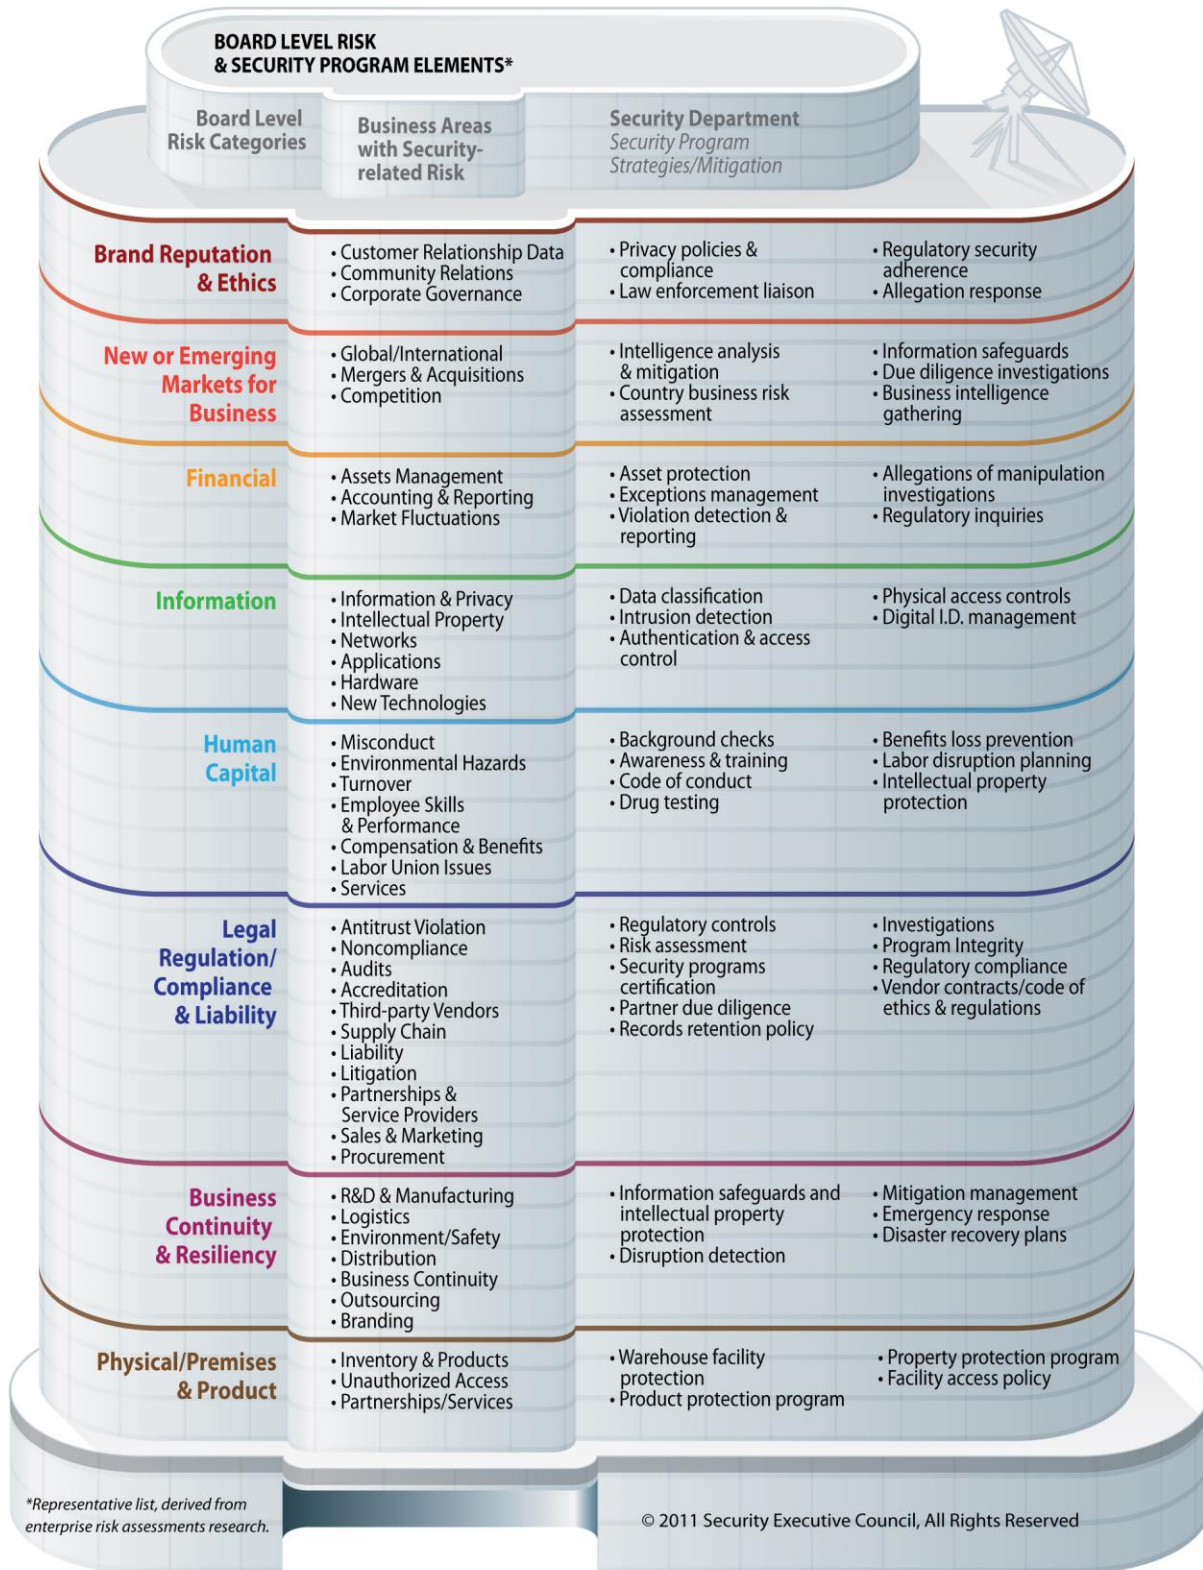 BOARD LEVEL RISK
& SECURITY PROGRAM ELEMENTS*
Board Level
Risk Categories
Business Areas
with Security-
related Risk
Security Department
Security Program
Strategies/Mitigation
Brand Reputation
& Ethics
• Customer Relationship Data
• Community Relations
• Corporate Governance
• Privacy policies &
compliance
• Law enforcement liaison
• Regulatory security
adherence
• Allegation response
New or Emerging
Markets for
Business
• Global/International
• Mergers & Acquisitions
• Competition
• Intelligence analysis
& mitigation
• Country business risk
assessment
• Information safeguards
• Due diligence investigations
• Business intelligence
gathering
Financial
• Assets Management
• Accounting & Reporting
• Market Fluctuations
• Asset protection
• Exceptions management
• Violation detection &
reporting
• Allegations of manipulation
investigations
• Regulatory inquiries
Information
• Information & Privacy
• Intellectual Property
• Networks
• Applications
• Hardware
• New Technologies
• Data classification
• Intrusion detection
• Authentication & access
control
• Physical access controls
• Digital I.D. management
Human
Capital
• Misconduct
• Environmental Hazards
• Turnover
• Employee Skills
& Performance
• Compensation & Benefits
• Labor Union Issues
• Services
• Background checks
• Awareness & training
• Code of conduct
• Drug testing
• Benefits loss prevention
• Labor disruption planning
• Intellectual property
protection
Legal
Regulation/
Compliance
& Liability
• Antitrust Violation
• Noncompliance
• Audits
• Accreditation
• Third-party Vendors
• Supply Chain
• Liability
• Litigation
• Partnerships &
Service Providers
• Sales & Marketing
• Procurement
• Regulatory controls
• Risk assessment
• Security programs
certification
• Partner due diligence
• Records retention policy
• Investigations
• Program Integrity
• Regulatory compliance
• Vendor contracts/code of
ethics & regulations
Business
Continuity
& Resiliency
• R&D & Manufacturing
• Logistics
• Environment/Safety
• Distribution
• Business Continuity
• Outsourcing
• Branding
• Information safeguards and
intellectual property
protection
• Disruption detection
• Mitigation management
• Emergency response
• Disaster recovery plans
Physical/Premises
& Product
• Inventory & Products
• Unauthorized Access
• Partnerships/Services
• Warehouse facility
protection
• Product protection program
• Property protection program
• Facility access policy
*Representative list, derived from
enterprise risk assessments research.
© 2011 Security Executive Council, All Rights Reserved